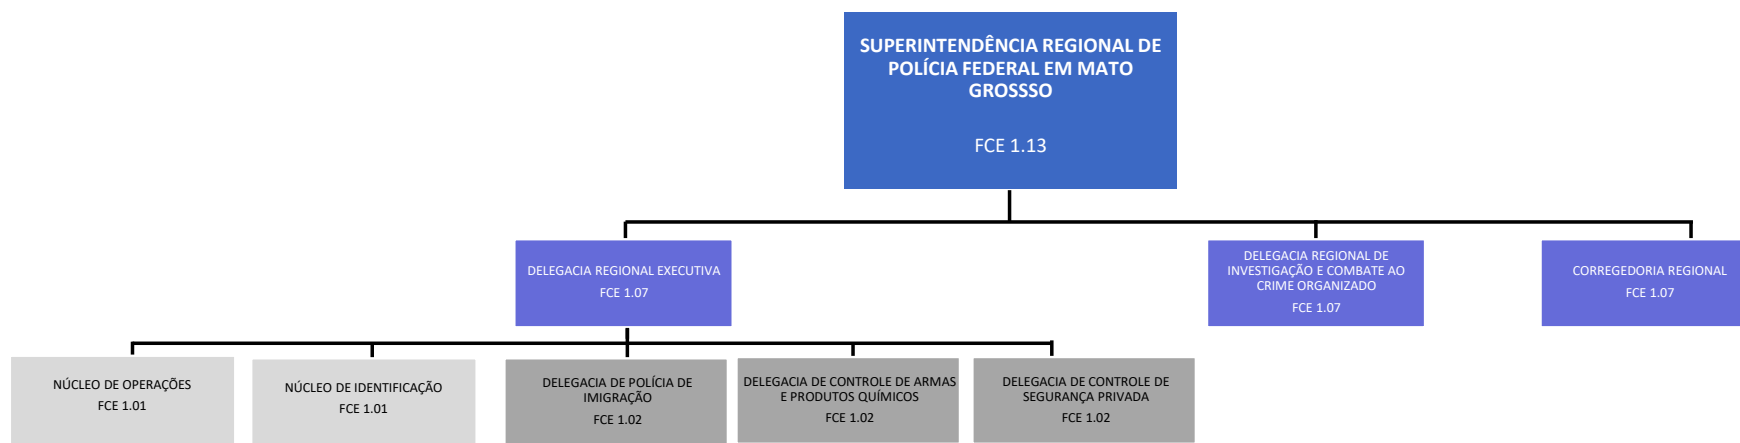 SUPERINTENDÊNCIA REGIONAL DE
POLÍCIA FEDERAL EM MATO
GROSSSO
FCE 1.13
DELEGACIA REGIONAL EXECUTIVA
FCE 1.07
DELEGACIA REGIONAL DE
INVESTIGAÇÃO E COMBATE AO
CRIME ORGANIZADO
FCE 1.07
CORREGEDORIA REGIONAL
FCE 1.07
NÚCLEO DE OPERAÇÕES
FCE 1.01
NÚCLEO DE IDENTIFICAÇÃO
FCE 1.01
DELEGACIA DE POLÍCIA DE
IMIGRAÇÃO
FCE 1.02
DELEGACIA DE CONTROLE DE ARMAS
E PRODUTOS QUÍMICOS
FCE 1.02
DELEGACIA DE CONTROLE DE
SEGURANÇA PRIVADA
FCE 1.02